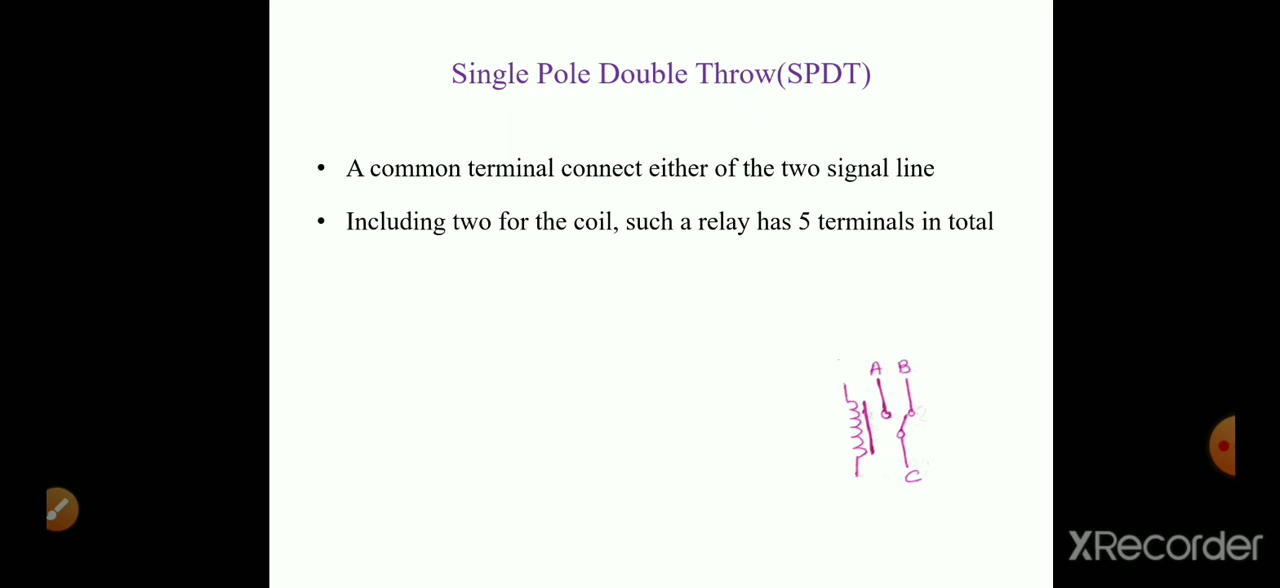 Single Pole Double Throw(SPDT)
• A common terminal connect either of the two signal line
• Including two for the coil, such a relay has 5 terminals in total
A B
C
XRecorder